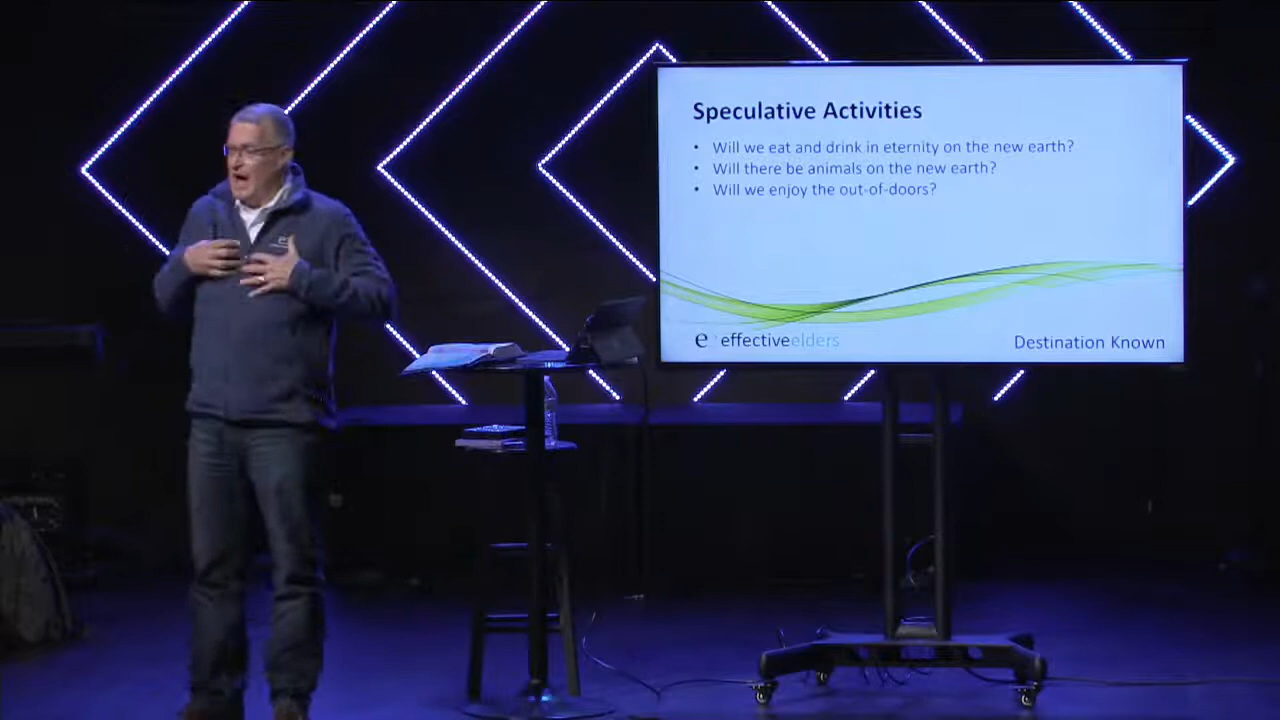 Speculative Activities
• Will we eat and drink in eternity on the new earth?
• Will there be animals on the new earth?
• Will we enjoy the out-of-doors?
e effectiveelders
Destination Known